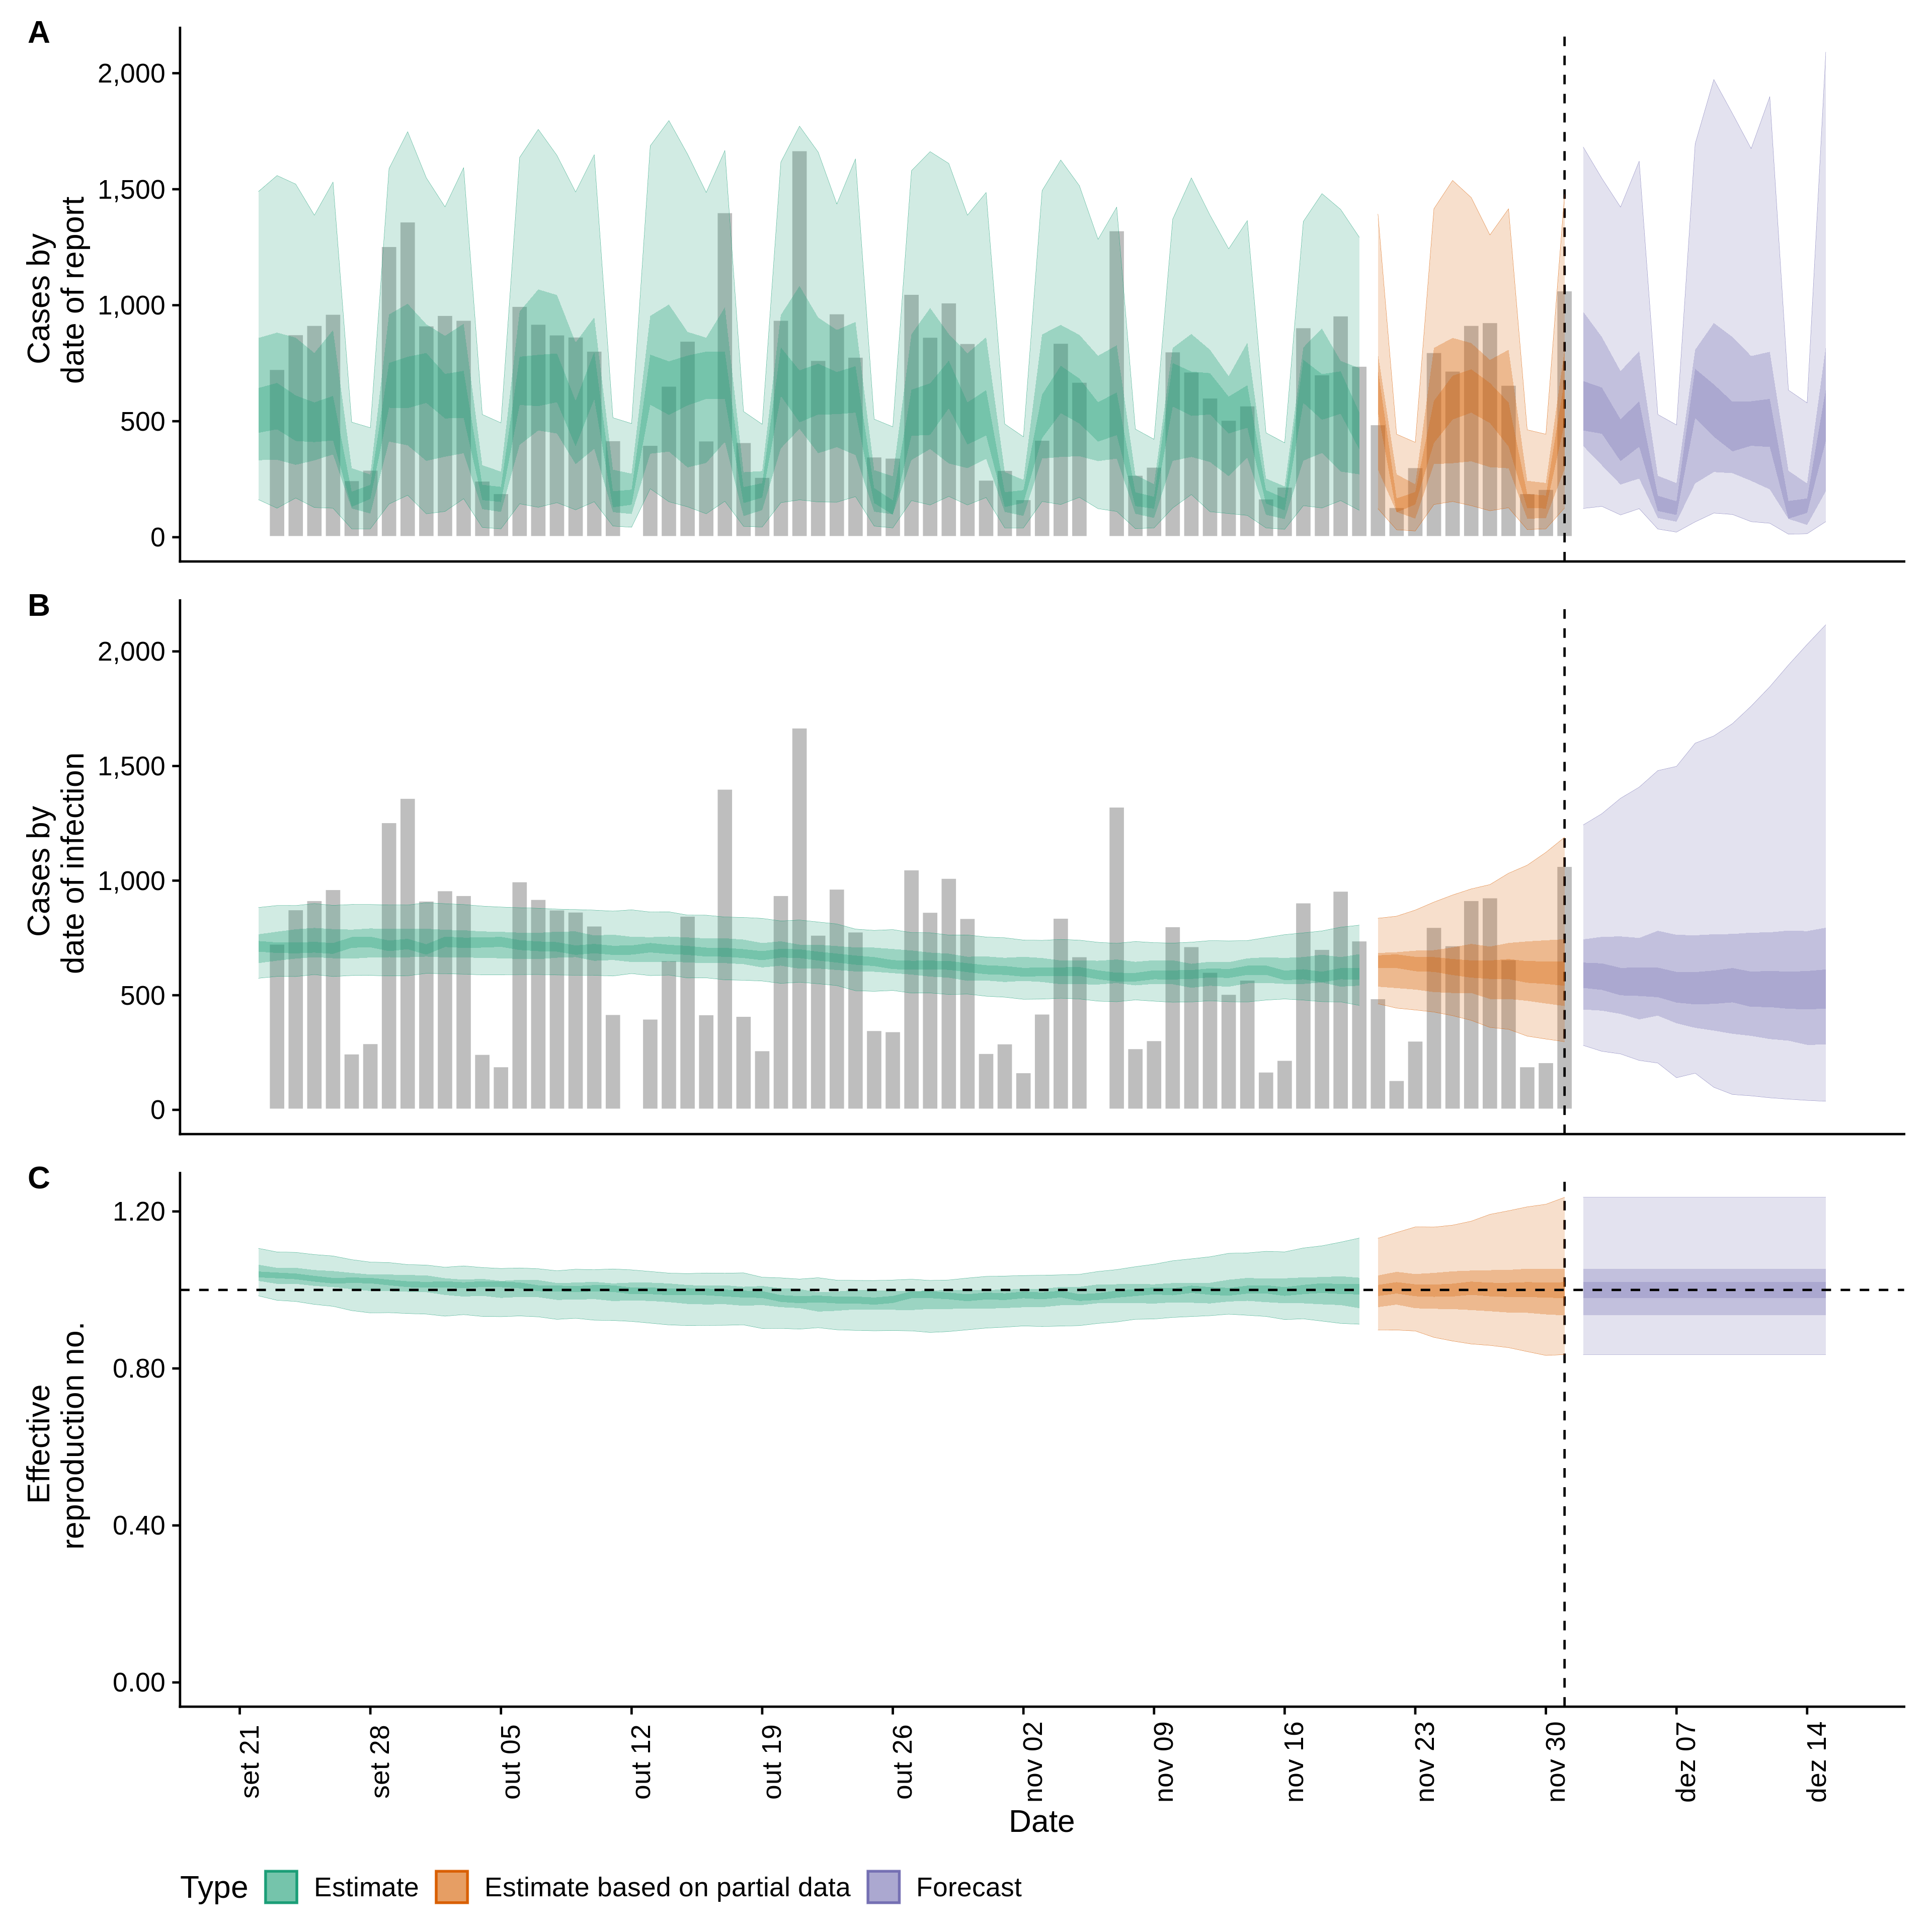 A
Cases by
date of report
2,000
1,500
1,000
500
0
B
Cases by
date of infection
2,000
1,500
1,000
500
0
C
Effective
reproduction no.
1.20
0.80
0.40
0.00
set 21
set 28
out 05
out 12
out 19
out 26
nov 02
nov 09
nov 16
nov 23
nov 30
dez 07
dez 14
Date
Type
Estimate
Estimate based on partial data
Forecast